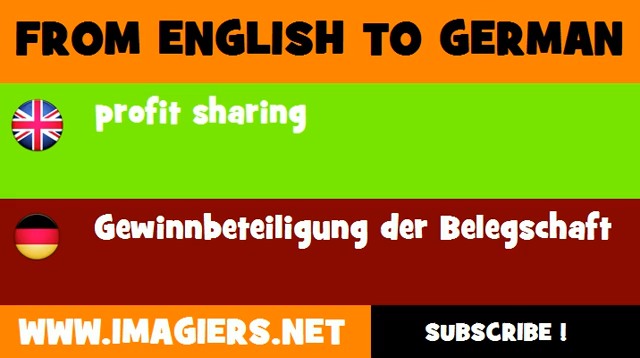 FROM ENGLISH TO GERMAN
profit sharing
Gewinnbeteiligung der Belegschaft
WWW.IMAGIERS.NET
SUBSCRIBE !